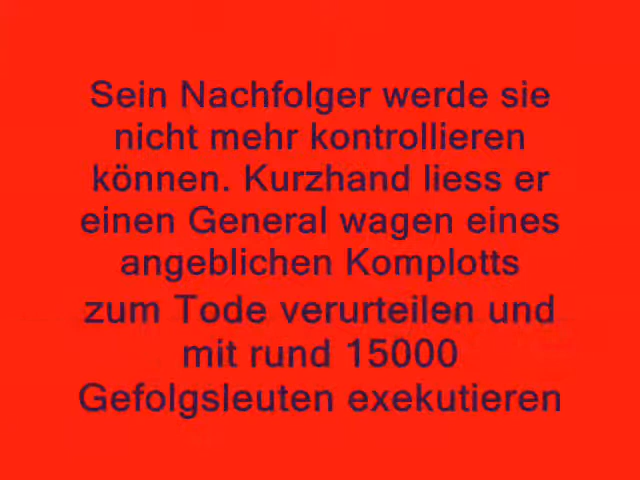 Sein Nachfolger werde sie
nicht mehr kontrollieren
können. Kurzhand liess er
einen General wagen eines
angeblichen Komplotts
zum Tode verurteilen und
mit rund 15000
Gefolgsleuten exekutieren